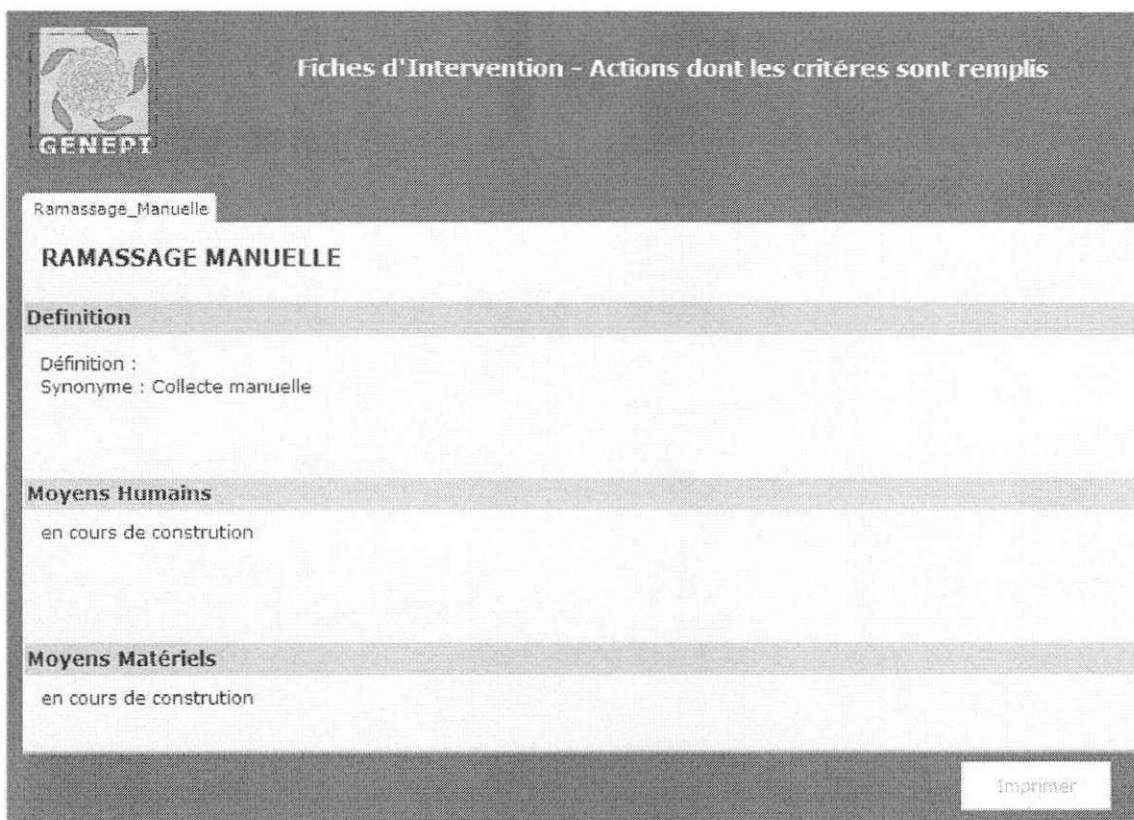 GENEPI
Fiches d'Intervention - Actions dont les critéres sont remplis
Ramassage_Manuelle
RAMASSAGE MANUELLE
Definition
Définition :
Synonyme : Collecte manuelle
Moyens Humains
en cours de constrution
Moyens Matériels
en cours de constrution
Imprimer